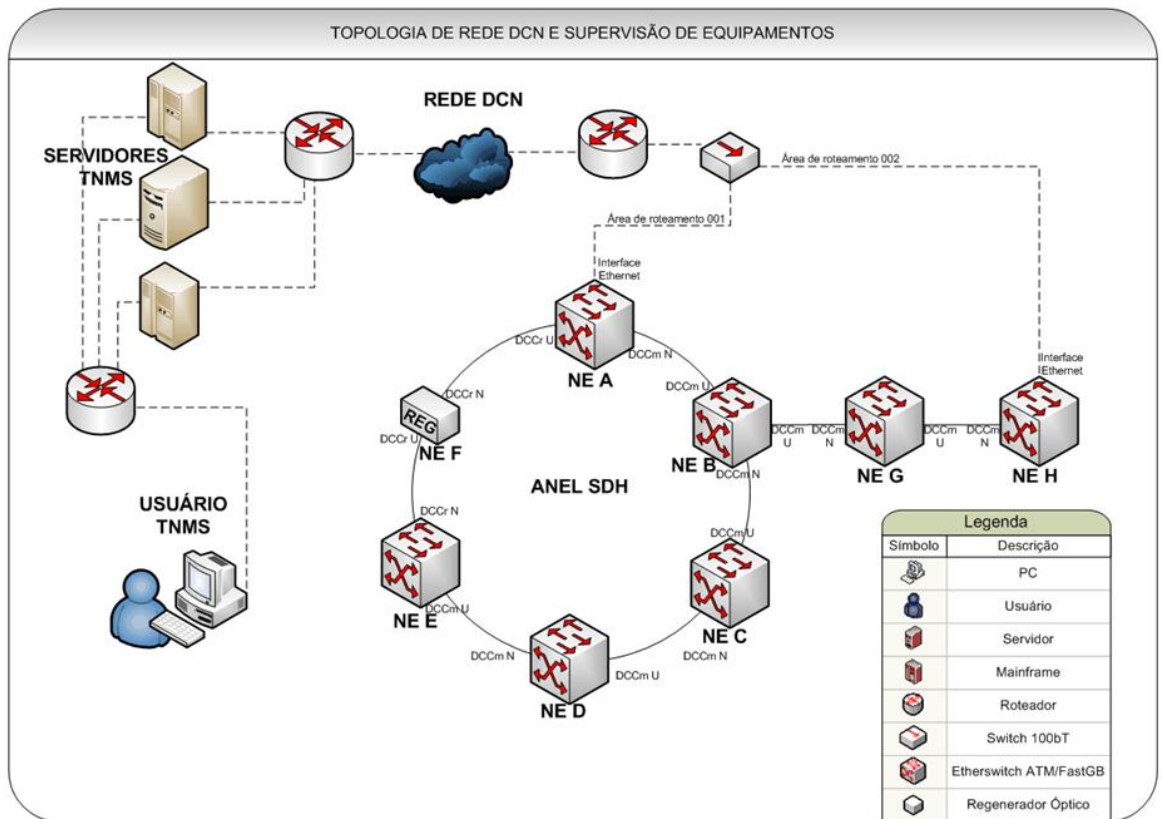 TOPOLOGIA DE REDE DCN E SUPERVISÃO DE EQUIPAMENTOS
REDE DCN
SERVIDORES
TNMS
Área de roteamento 002
Área de roteamento 001
Interface
Ethernet
DCCr U
NE A
DCCm N
Interface
Ethernet
DCCr N
REG
DCCr U
NE F
DCCm U
NE B
DCCm N
DCCm
U
DCCm
N
NE G
DCCm
U
DCCm
N
NE H
ANEL SDH
USUÁRIO
TNMS
DCCr N
NE E
DCCm U
DCCm U
NE C
DCCm N
DCCm N
NE D
DCCm U
Legenda
Símbolo Descrição
PC
Usuário
Servidor
Mainframe
Roteador
Switch 100bT
Etherswitch ATM/FastGB
Regenerador Óptico